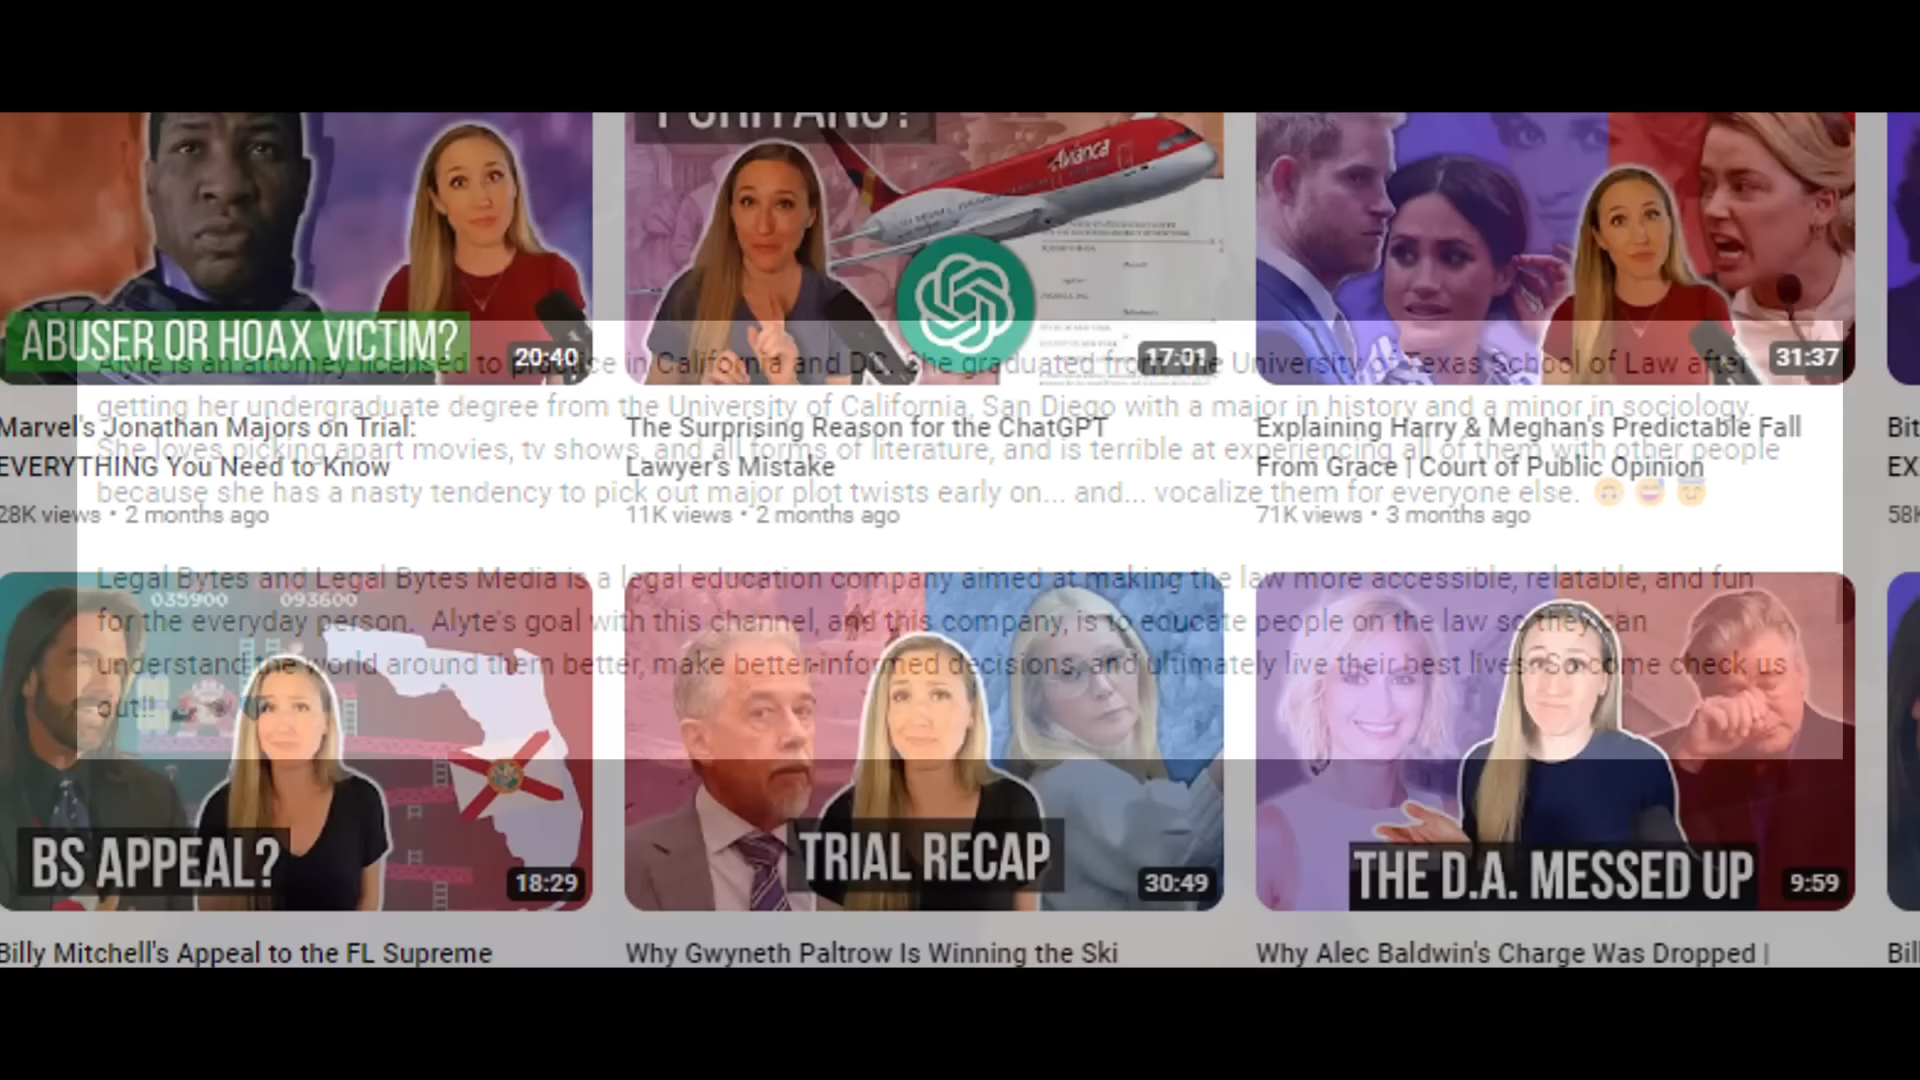 PURITANS?
avianca
ABUSER OR HOAX VICTIM?
20:40
17:01
31:37
Alyte is an attorney licensed to practice in California and DC. She graduated from the University of Texas School of Law after
getting her undergraduate degree from the University of California, San Diego with a major in history and a minor in sociology.
She loves picking apart movies, tv shows, and all forms of literature, and is terrible at experiencing all of them with other people
because she has a nasty tendency to pick out major plot twists early on... and... vocalize them for everyone else. 🙃 😅 😇
Marvel's Jonathan Majors on Trial:
EVERYTHING You Need to Know
28K views • 2 months ago
The Surprising Reason for the ChatGPT
Lawyer's Mistake
11K views • 2 months ago
Explaining Harry & Meghan's Predictable Fall
From Grace | Court of Public Opinion
71K views • 3 months ago
Bit
EX
58K
Legal Bytes and Legal Bytes Media is a legal education company aimed at making the law more accessible, relatable, and fun
for the everyday person. Alyte's goal with this channel, and this company, is to educate people on the law so they can
understand the world around them better, make better-informed decisions, and ultimately live their best lives. So come check us
out!!
035900 093600
BS APPEAL?
18:29
TRIAL RECAP
30:49
THE D.A. MESSED UP
9:59
Billy Mitchell's Appeal to the FL Supreme
Why Gwyneth Paltrow Is Winning the Ski
Why Alec Baldwin's Charge Was Dropped |
Bil